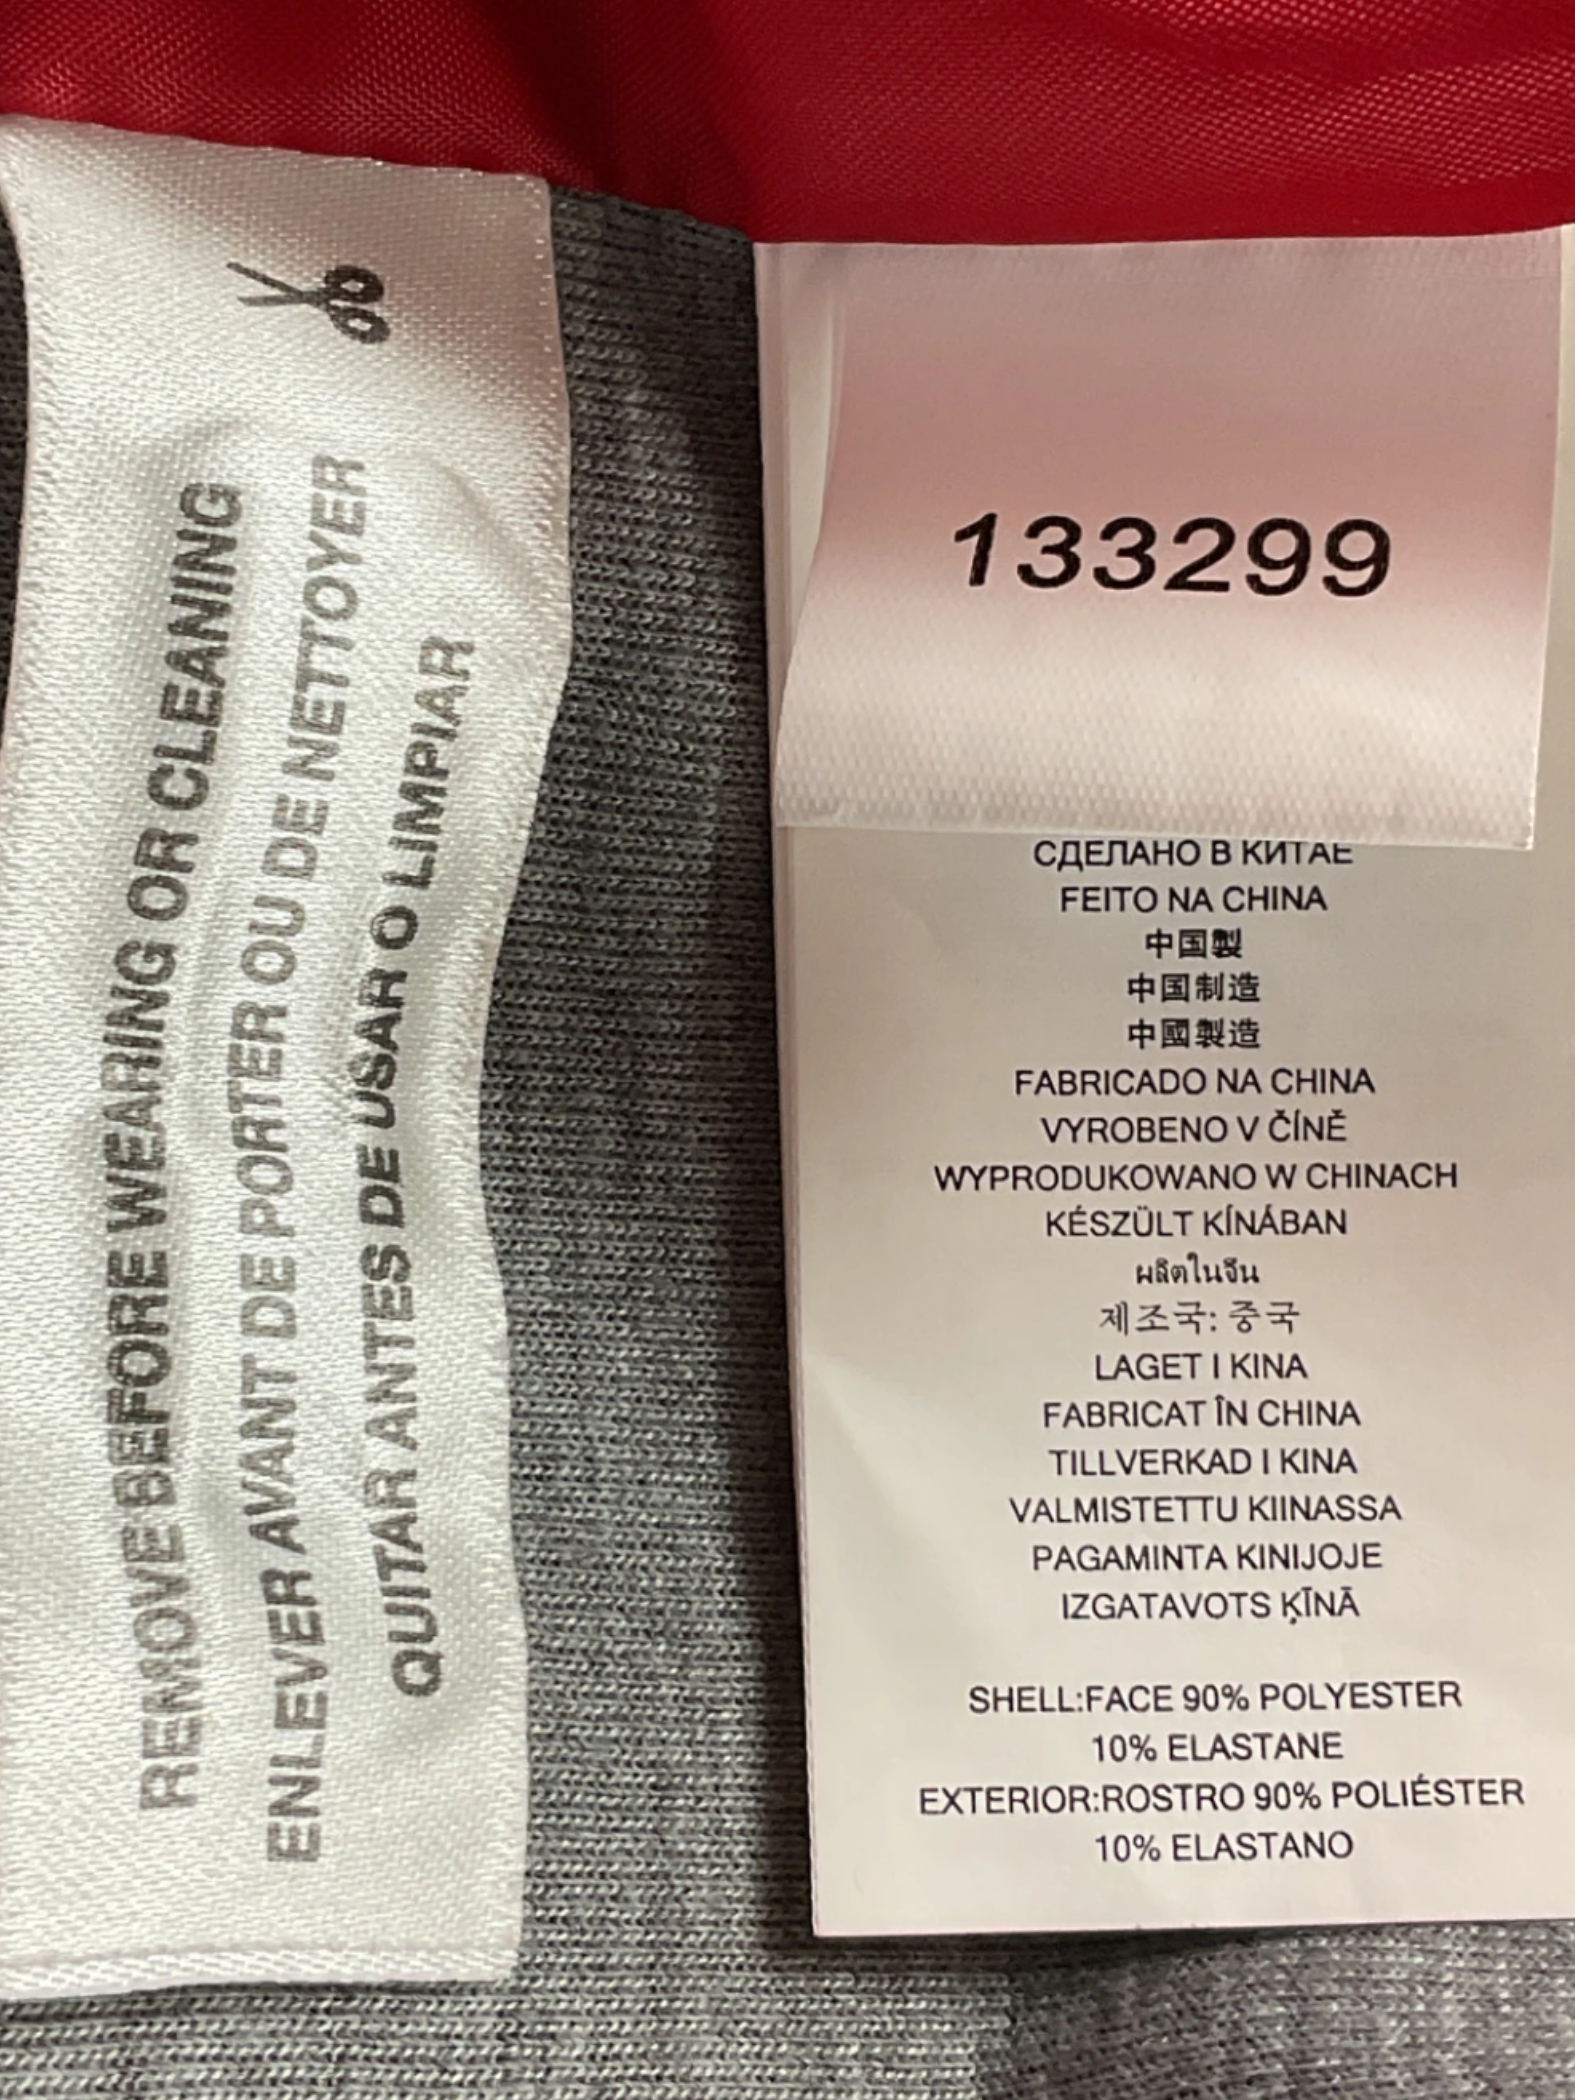 REMOVE BEFORE WEARING OR CLEANING
ENLEVER AVANT DE PORTER OU DE NETTOYER
QUITAR ANTES DE USAR O LIMPIAR
133299
СДЕЛАНО В КИТАЕ
FEITO NA CHINA
中国製
中国制造
中國製造
FABRICADO NA CHINA
VYROBENO V ČÍNĚ
WYPRODUKOWANO W CHINACH
KÉSZÜLT KÍNÁBAN
ผลิตในจีน
제조국: 중국
LAGET I KINA
FABRICAT ÎN CHINA
TILLVERKAD I KINA
VALMISTETTU KIINASSA
PAGAMINTA KINIJOJE
IZGATAVOTS ĶĪNĀ
SHELL:FACE 90% POLYESTER
10% ELASTANE
EXTERIOR:ROSTRO 90% POLIÉSTER
10% ELASTANO